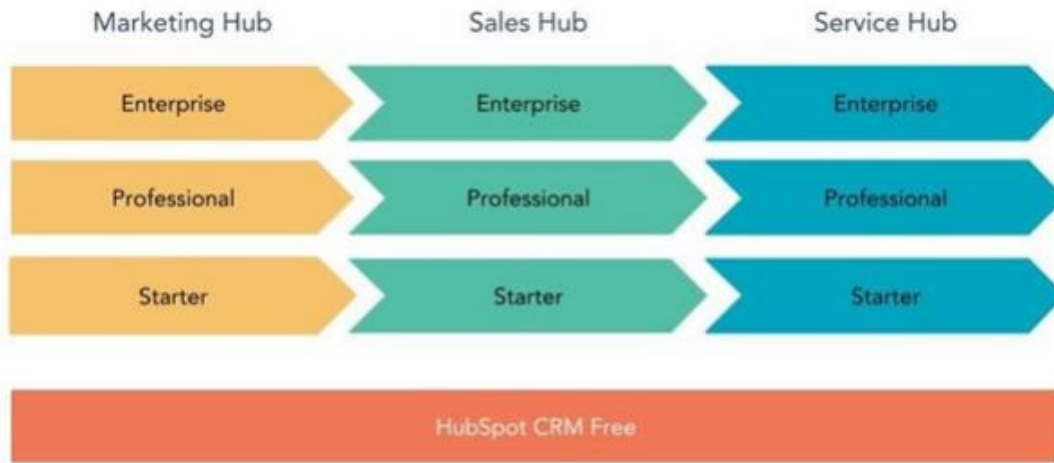 Marketing Hub Sales Hub Service Hub
Enterprise Enterprise Enterprise
Professional Professional Professional
Starter Starter Starter
HubSpot CRM Free